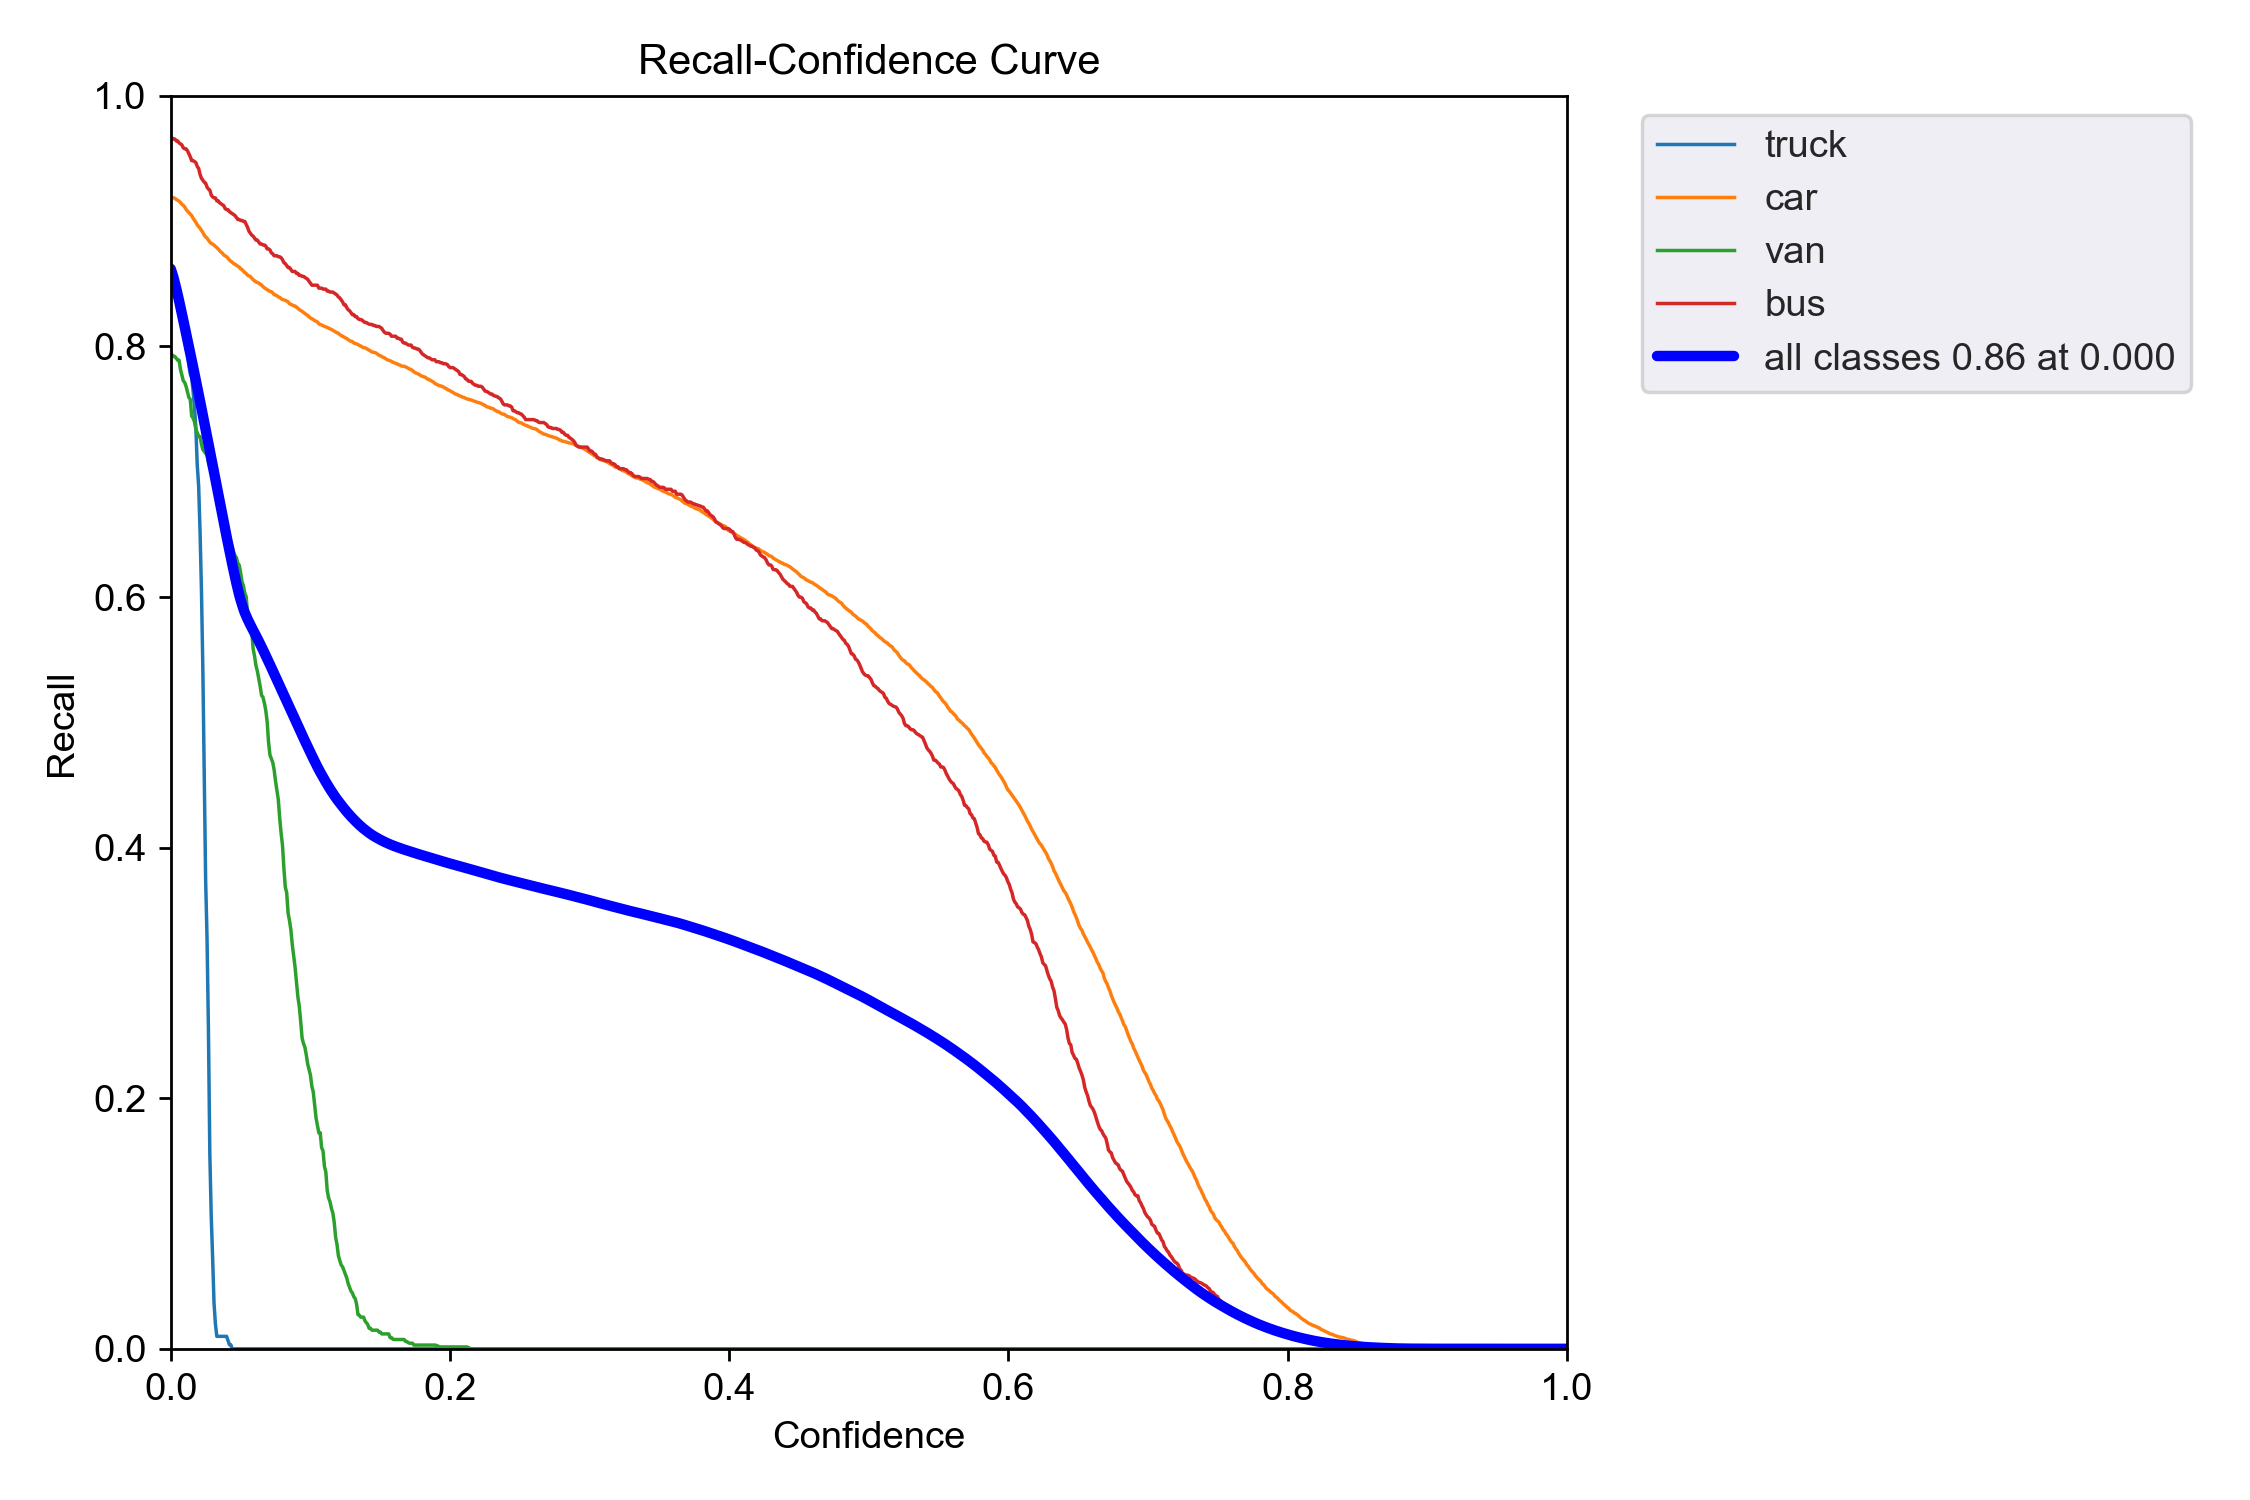 Recall-Confidence Curve
1.0
0.8
0.6
0.4
0.2
0.0
Recall
0.0 0.2 0.4 0.6 0.8 1.0
Confidence
truck
car
van
bus
all classes 0.86 at 0.000